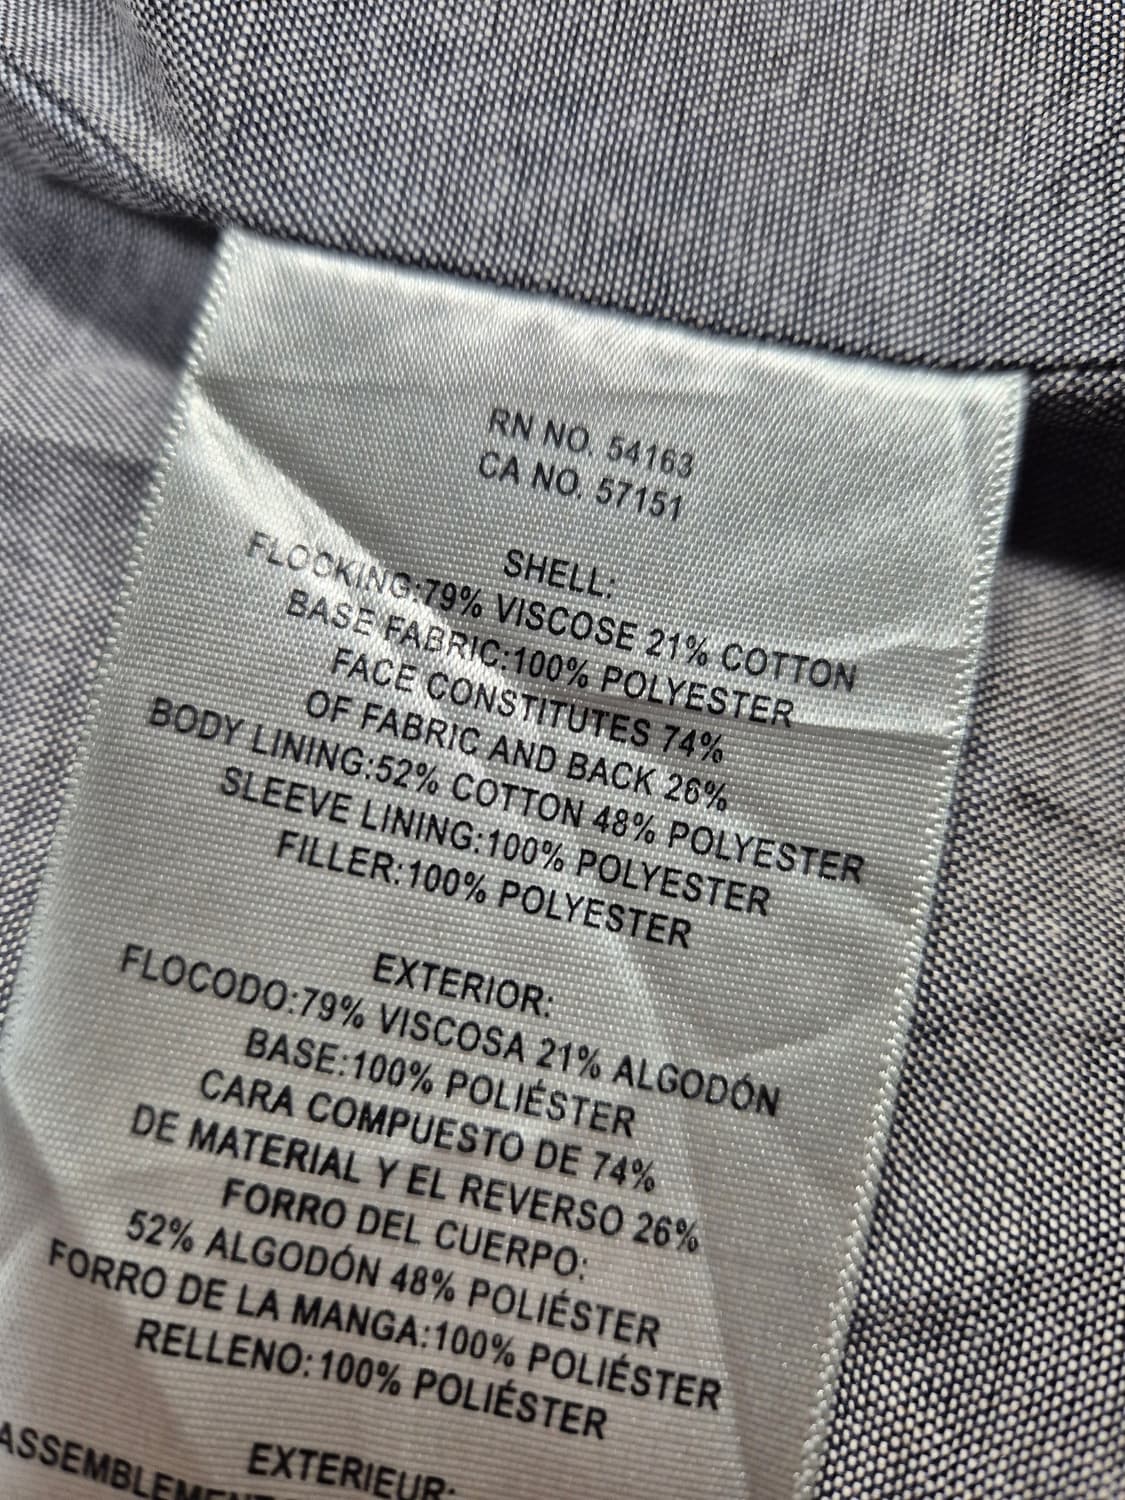 RN NO. 54163
CA NO. 57151
SHELL:
FLOCKING:79% VISCOSE 21% COTTON
BASE FABRIC:100% POLYESTER
FACE CONSTITUTES 74%
OF FABRIC AND BACK 26%
BODY LINING:52% COTTON 48% POLYESTER
SLEEVE LINING:100% POLYESTER
FILLER:100% POLYESTER
EXTERIOR:
FLOCODO:79% VISCOSA 21% ALGODÓN
BASE:100% POLIÉSTER
CARA COMPUESTO DE 74%
DE MATERIAL Y EL REVERSO 26%
FORRO DEL CUERPO:
52% ALGODÓN 48% POLIÉSTER
FORRO DE LA MANGA:100% POLIÉSTER
RELLENO:100% POLIÉSTER
EXTERIEUR: